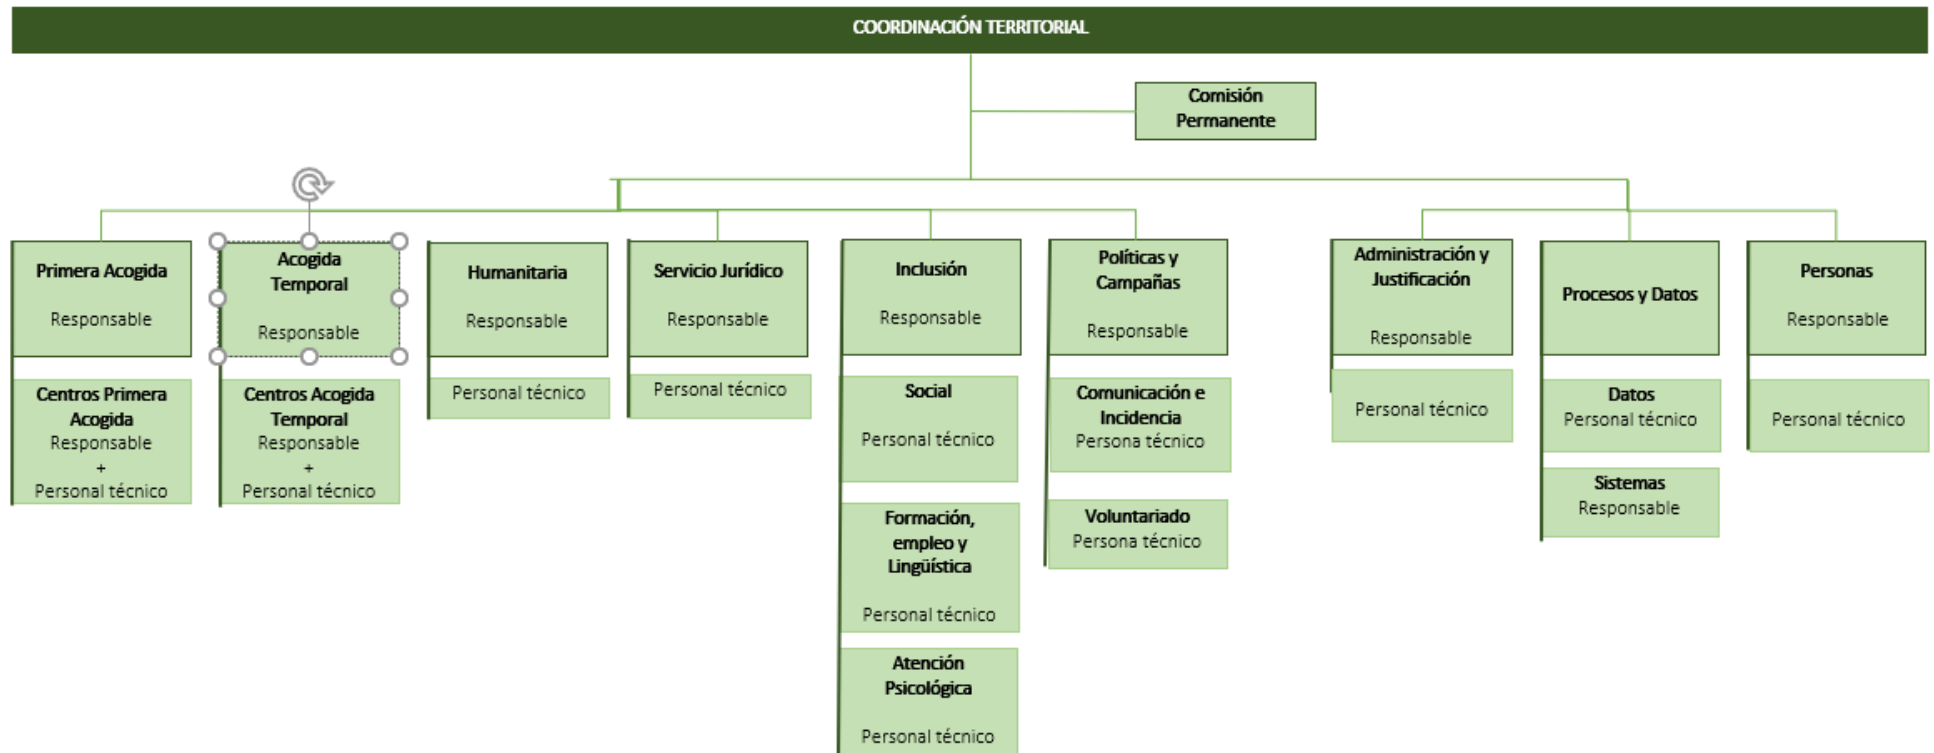 COORDINACIÓN TERRITORIAL
Comisión
Permanente
Primera Acogida
Responsable
Centros Primera
Acogida
Responsable
+
Personal técnico
Acogida
Temporal
Responsable
Centros Acogida
Temporal
Responsable
+
Personal técnico
Humanitaria
Responsable
Personal técnico
Servicio Jurídico
Responsable
Personal técnico
Inclusión
Responsable
Social
Personal técnico
Formación,
empleo y
Lingüística
Personal técnico
Atención
Psicológica
Personal técnico
Políticas y
Campañas
Responsable
Comunicación e
Incidencia
Persona técnico
Voluntariado
Persona técnico
Administración y
Justificación
Responsable
Personal técnico
Procesos y Datos
Datos
Personal técnico
Sistemas
Responsable
Personas
Responsable
Personal técnico